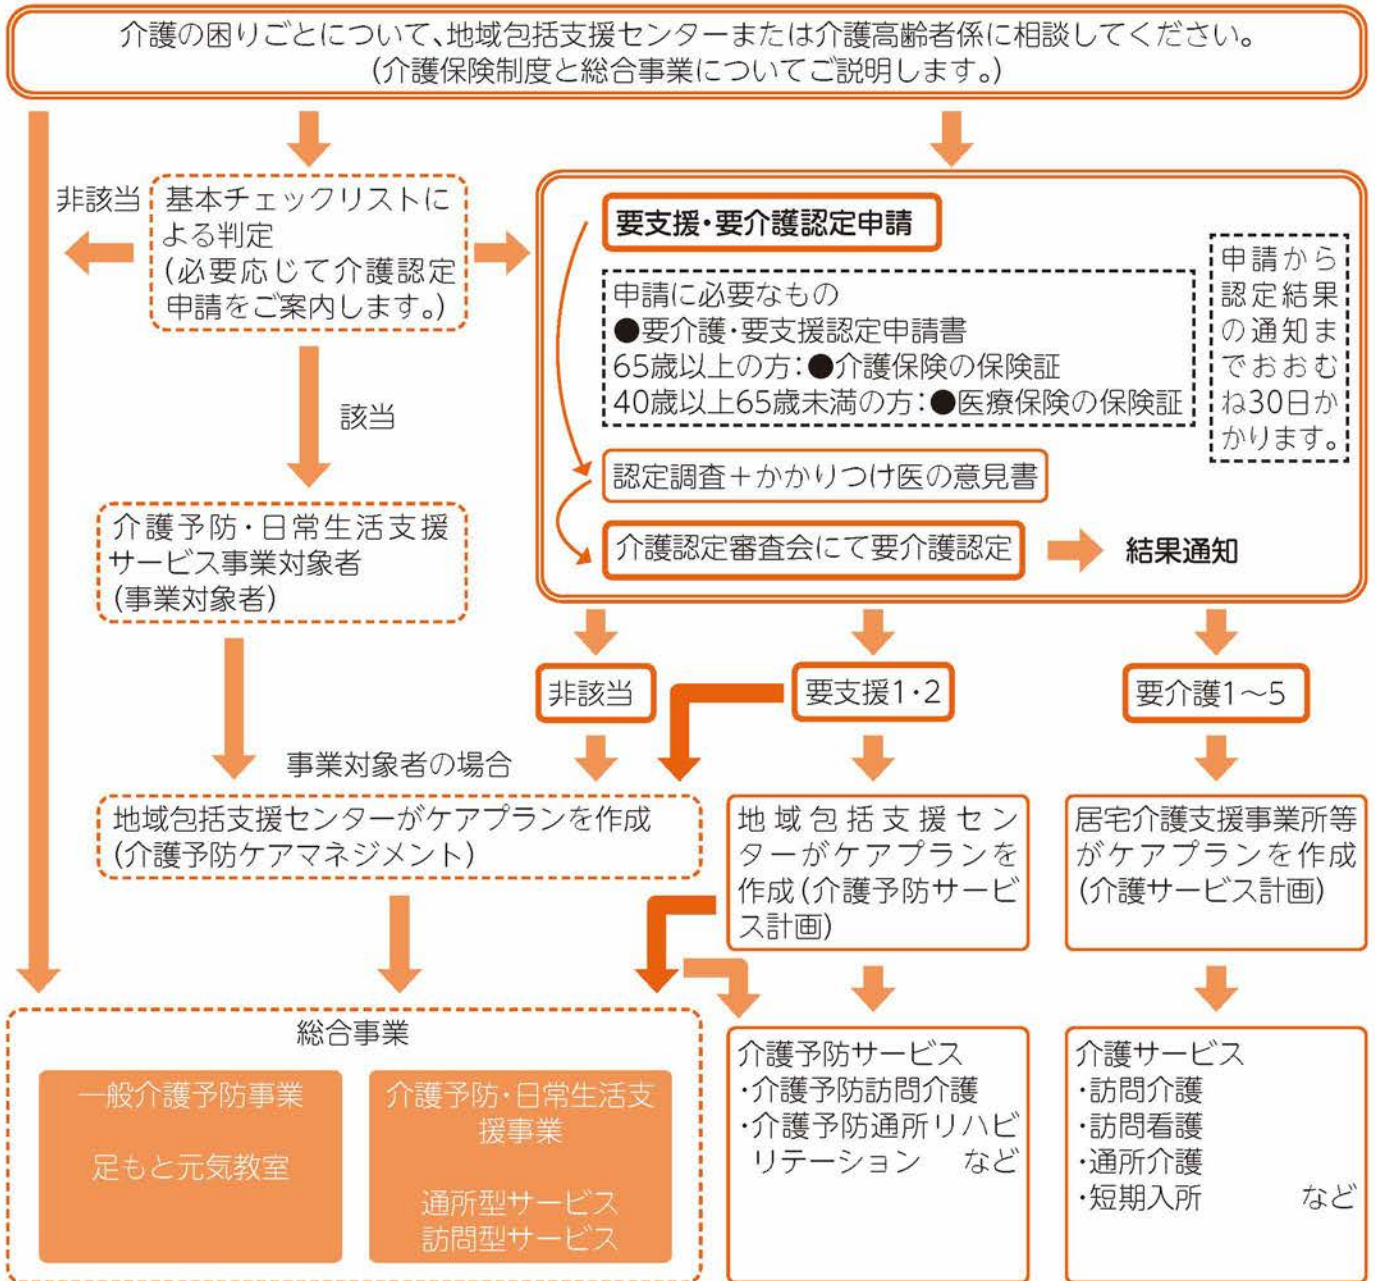 介護の困りごとについて、地域包括支援センターまたは介護高齢者係に相談してください。
(介護保険制度と総合事業についてご説明します。)
非該当
基本チェックリストに
よる判定
(必要応じて介護認定
申請をご案内します。)
該当
介護予防・日常生活支援
サービス事業対象者
(事業対象者)
要支援・要介護認定申請
申請に必要なもの
●要介護・要支援認定申請書
65歳以上の方:●介護保険の保険証
40歳以上65歳未満の方:●医療保険の保険証
申請から
認定結果
の通知ま
でおおむ
ね30日か
かります。
認定調査+かかりつけ医の意見書
介護認定審査会にて要介護認定
結果通知
非該当
要支援1・2
要介護1〜5
事業対象者の場合
地域包括支援センターがケアプランを作成
(介護予防ケアマネジメント)
地域包括支援セン
ターがケアプランを
作成(介護予防サービ
ス計画)
居宅介護支援事業所等
がケアプランを作成
(介護サービス計画)
総合事業
一般介護予防事業
足もと元気教室
介護予防・日常生活支
援事業
通所型サービス
訪問型サービス
介護予防サービス
・介護予防訪問介護
・介護予防通所リハビ
リテーション など
介護サービス
・訪問介護
・訪問看護
・通所介護
・短期入所 など